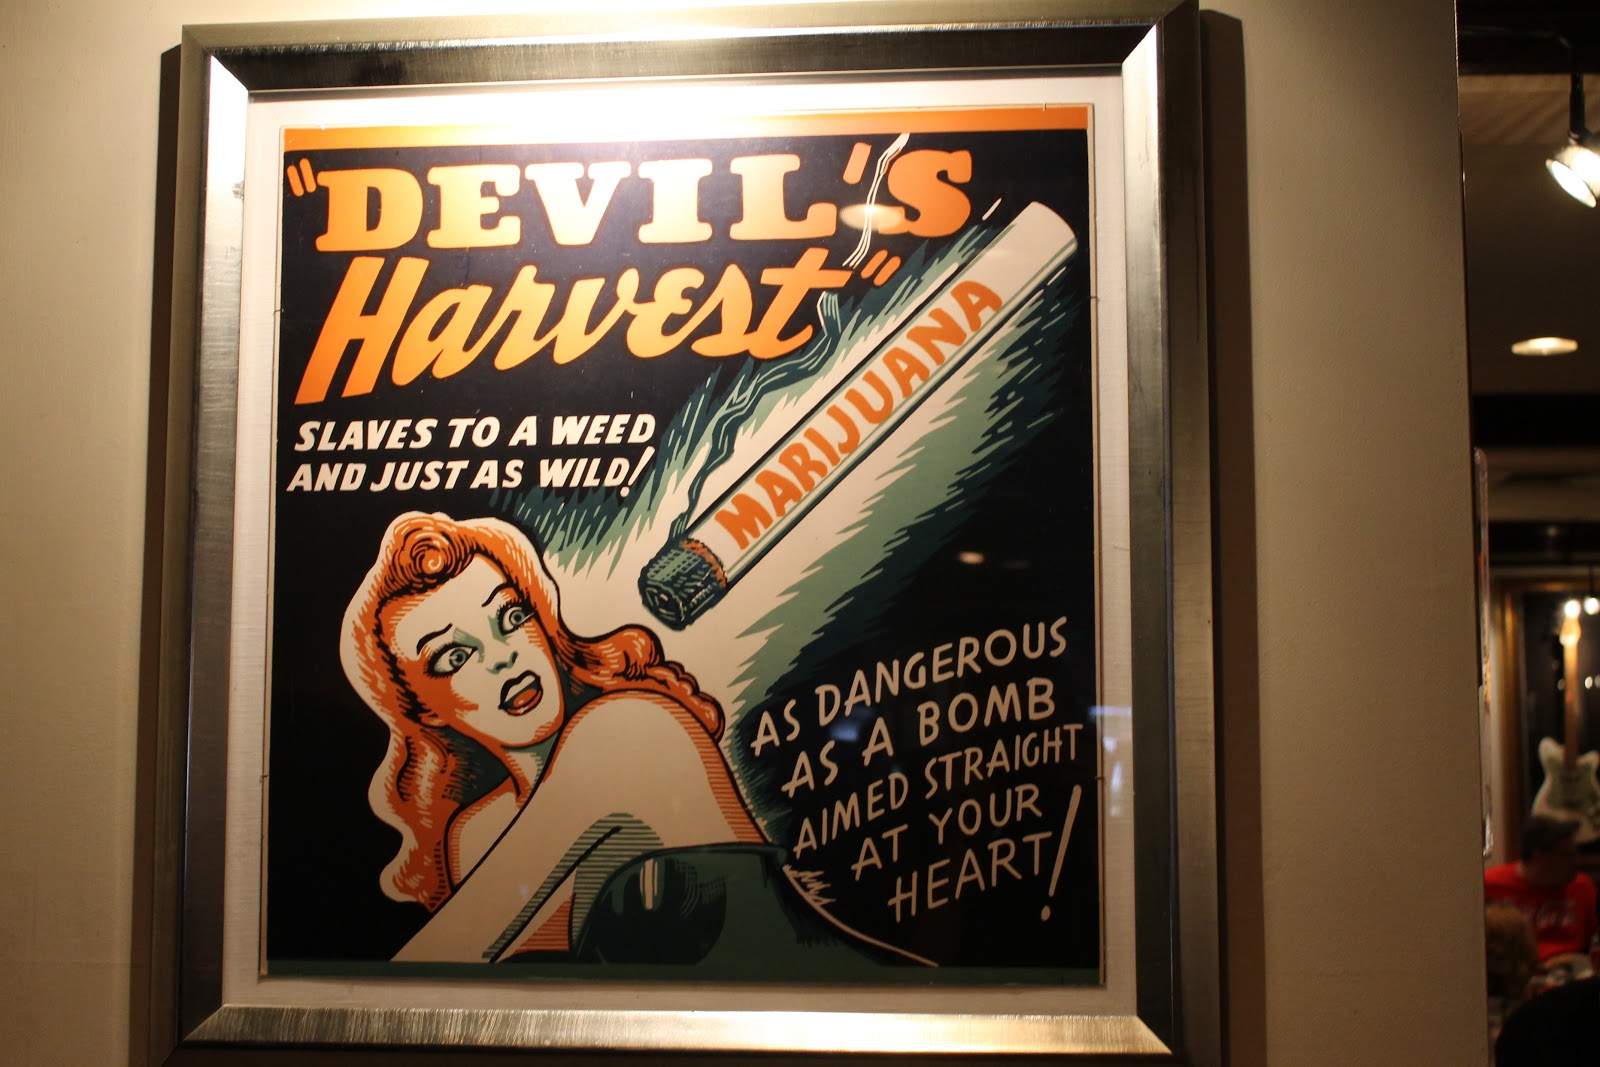 "DEVIL'S
Harvest"
MARIJUANA
SLAVES TO A WEED
AND JUST AS WILD!
AS DANGEROUS
AS A BOMB
AIMED STRAIGHT
AT YOUR
HEART!